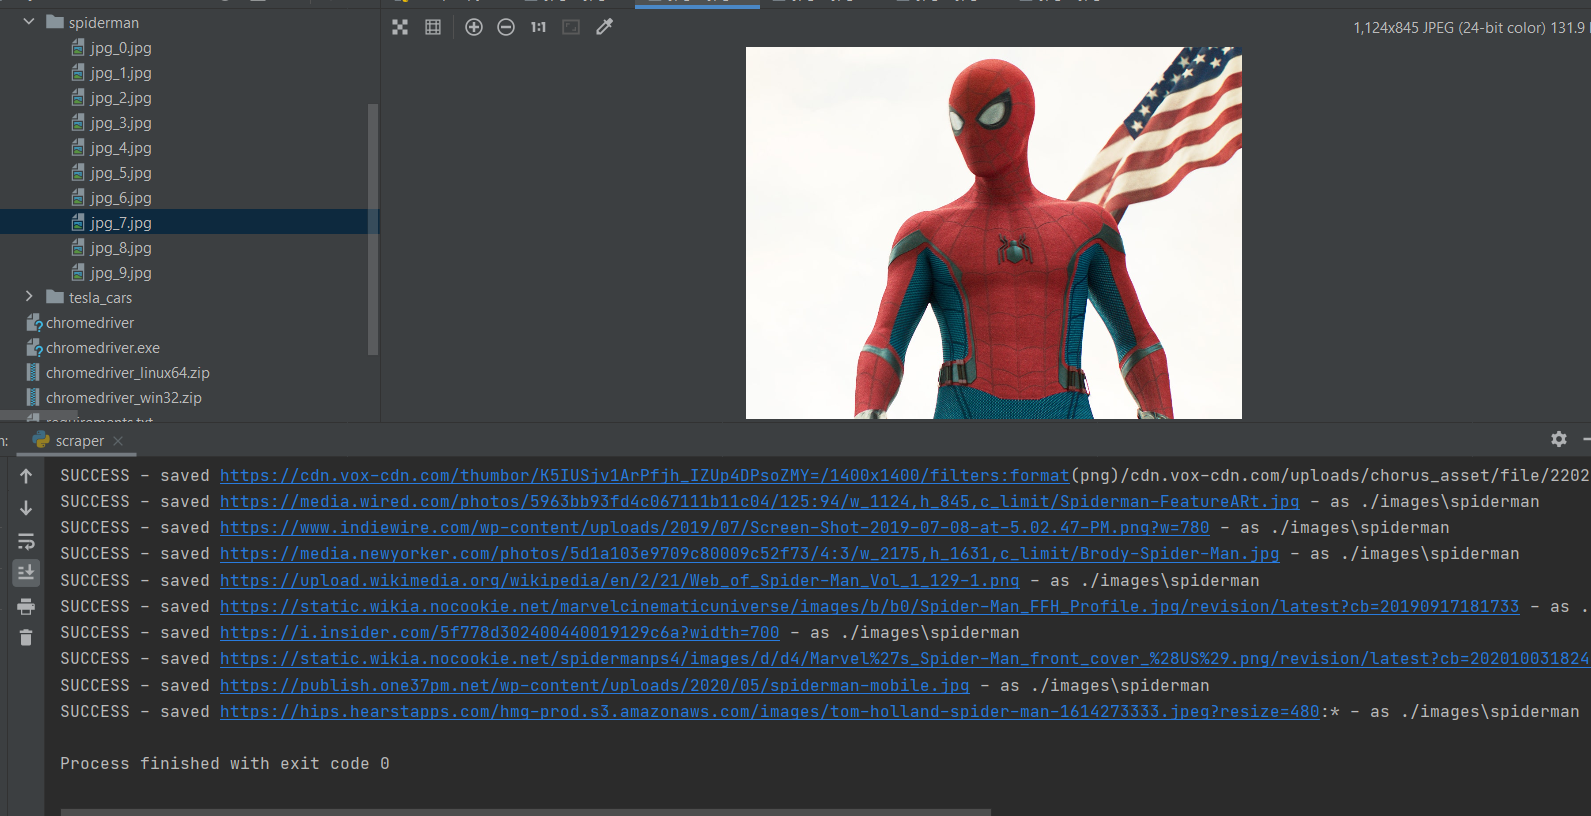 spiderman
jpg_0.jpg
jpg_1.jpg
jpg_2.jpg
jpg_3.jpg
jpg_4.jpg
jpg_5.jpg
jpg_6.jpg
jpg_7.jpg
jpg_8.jpg
jpg_9.jpg
tesla_cars
chromedriver
chromedriver.exe
chromedriver_linux64.zip
chromedriver_win32.zip
requirements.txt
1:1
1,124x845 JPEG (24-bit color) 131.9
n: scraper
SUCCESS - saved https://cdn.vox-cdn.com/thumbor/K5IUSjv1ArPfjh_IZUp4DPsoZMY=/1400x1400/filters:format(png)/cdn.vox-cdn.com/uploads/chorus_asset/file/2202
SUCCESS - saved https://media.wired.com/photos/5963bb93fd4c067111b11c04/125:94/w_1124,h_845,c_limit/Spiderman-FeatureARt.jpg - as ./images\spiderman
SUCCESS - saved https://www.indiewire.com/wp-content/uploads/2019/07/Screen-Shot-2019-07-08-at-5.02.47-PM.png?w=780 - as ./images\spiderman
SUCCESS - saved https://media.newyorker.com/photos/5d1a103e9709c80009c52f73/4:3/w_2175,h_1631,c_limit/Brody-Spider-Man.jpg - as ./images\spiderman
SUCCESS - saved https://upload.wikimedia.org/wikipedia/en/2/21/Web_of_Spider-Man_Vol_1_129-1.png - as ./images\spiderman
SUCCESS - saved https://static.wikia.nocookie.net/marvelcinematicuniverse/images/b/b0/Spider-Man_FFH_Profile.jpg/revision/latest?cb=20190917181733 - as .
SUCCESS - saved https://i.insider.com/5f778d302400440019129c6a?width=700 - as ./images\spiderman
SUCCESS - saved https://static.wikia.nocookie.net/spidermanps4/images/d/d4/Marvel%27s_Spider-Man_front_cover_%28US%29.png/revision/latest?cb=202010031824
SUCCESS - saved https://publish.one37pm.net/wp-content/uploads/2020/05/spiderman-mobile.jpg - as ./images\spiderman
SUCCESS - saved https://hips.hearstapps.com/hmg-prod.s3.amazonaws.com/images/tom-holland-spider-man-1614273333.jpeg?resize=480:* - as ./images\spiderman
Process finished with exit code 0